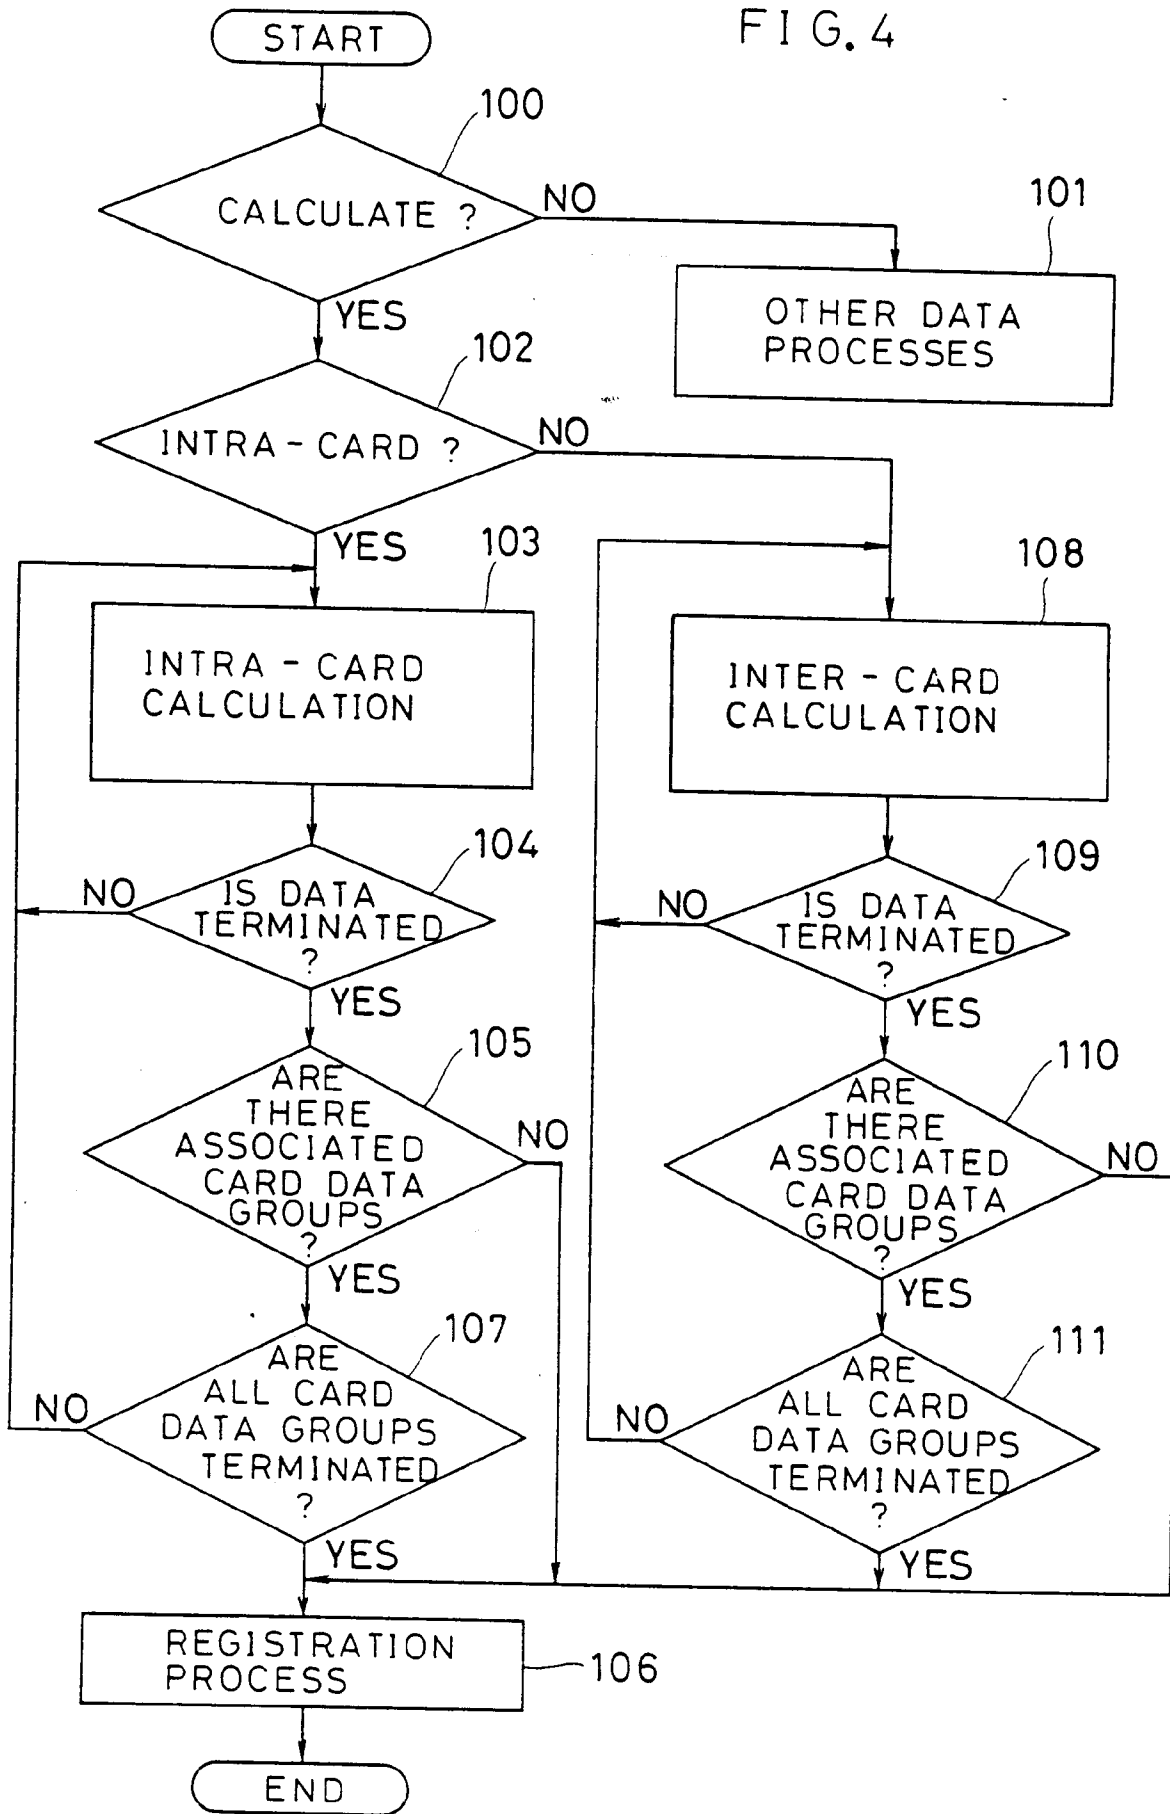 FIG. 4
START
100
CALCULATE ?
NO
101
OTHER DATA
PROCESSES
YES
102
INTRA-CARD ?
NO
YES
103
INTRA-CARD
CALCULATION
108
INTER-CARD
CALCULATION
104
NO
IS DATA
TERMINATED
?
YES
109
NO
IS DATA
TERMINATED
?
YES
105
ARE
THERE
ASSOCIATED
CARD DATA
GROUPS
?
NO
YES
110
ARE
THERE
ASSOCIATED
CARD DATA
GROUPS
?
NO
YES
107
ARE
ALL CARD
DATA GROUPS
TERMINATED
?
NO
YES
111
ARE
ALL CARD
DATA GROUPS
TERMINATED
?
NO
YES
REGISTRATION
PROCESS
106
END